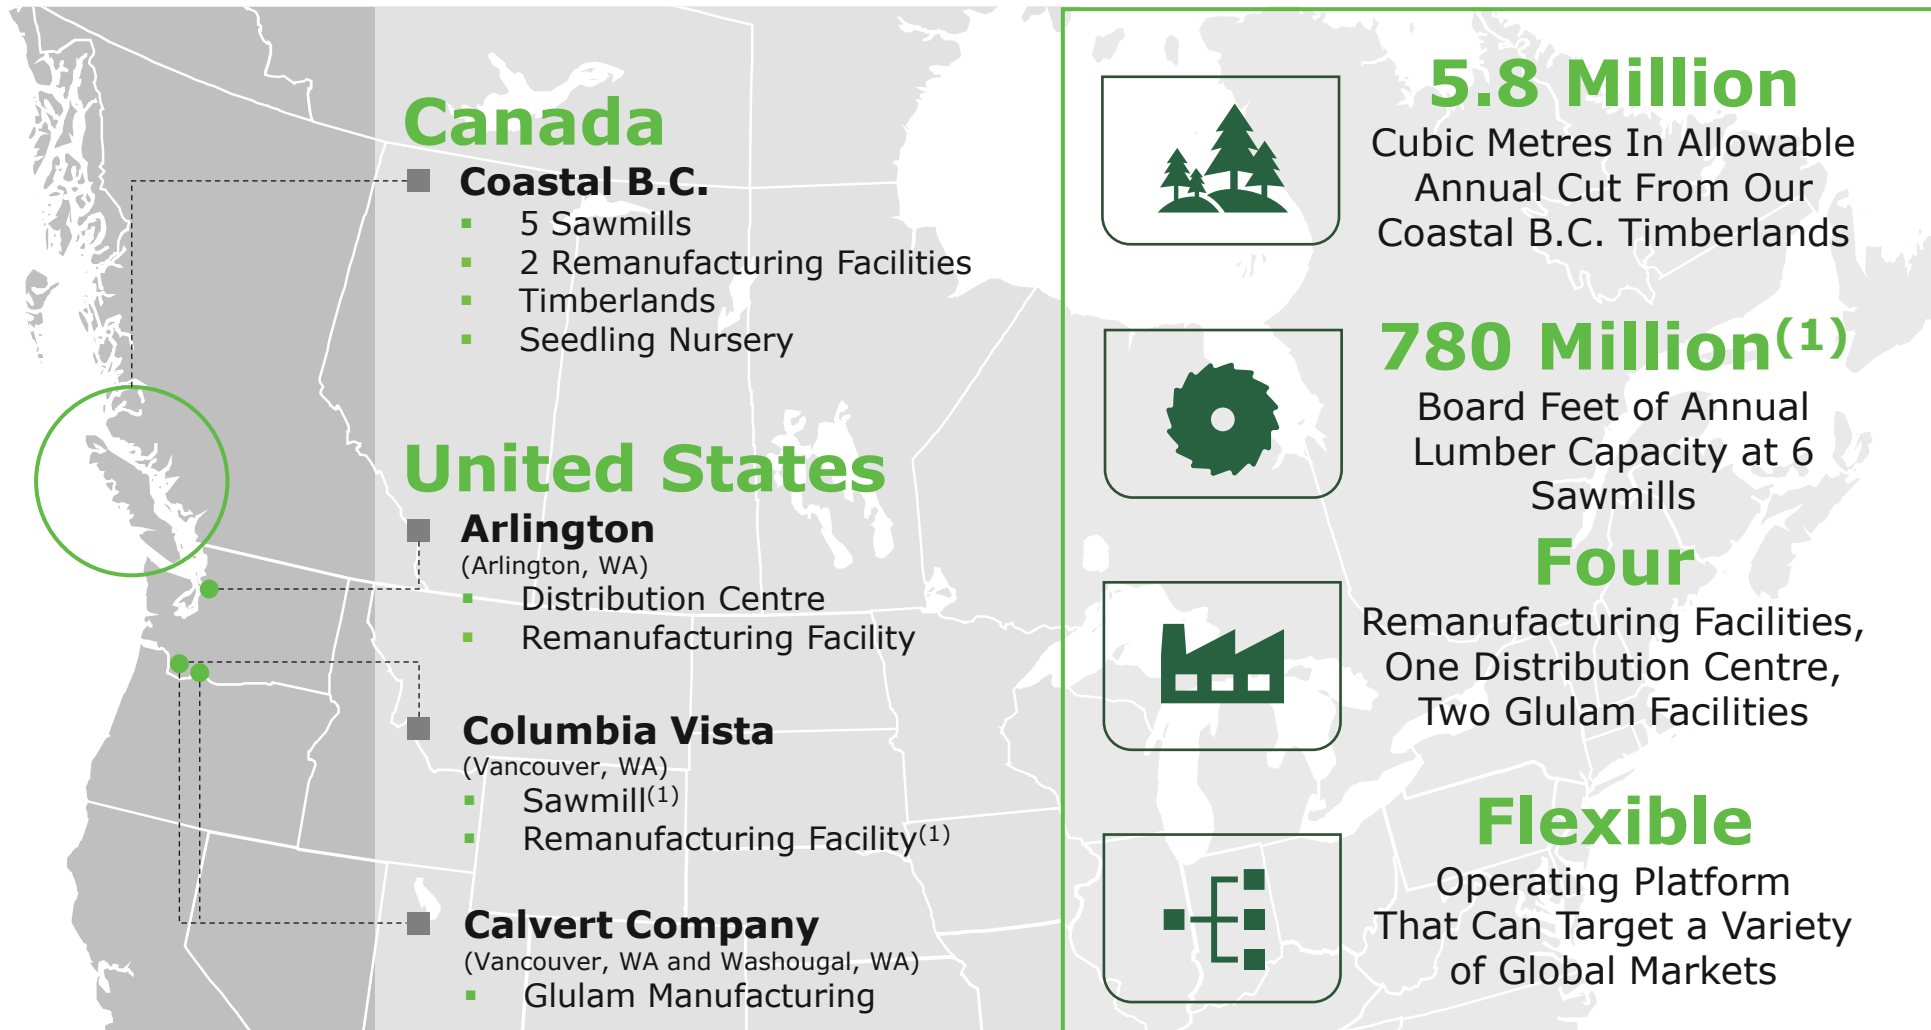 Canada
Coastal B.C.
▪ 5 Sawmills
▪ 2 Remanufacturing Facilities
▪ Timberlands
▪ Seedling Nursery
United States
Arlington
(Arlington, WA)
▪ Distribution Centre
▪ Remanufacturing Facility
Columbia Vista
(Vancouver, WA)
▪ Sawmill(1)
▪ Remanufacturing Facility(1)
Calvert Company
(Vancouver, WA and Washougal, WA)
▪ Glulam Manufacturing
5.8 Million
Cubic Metres In Allowable
Annual Cut From Our
Coastal B.C. Timberlands
780 Million(1)
Board Feet of Annual
Lumber Capacity at 6
Sawmills
Four
Remanufacturing Facilities,
One Distribution Centre,
Two Glulam Facilities
Flexible
Operating Platform
That Can Target a Variety
of Global Markets